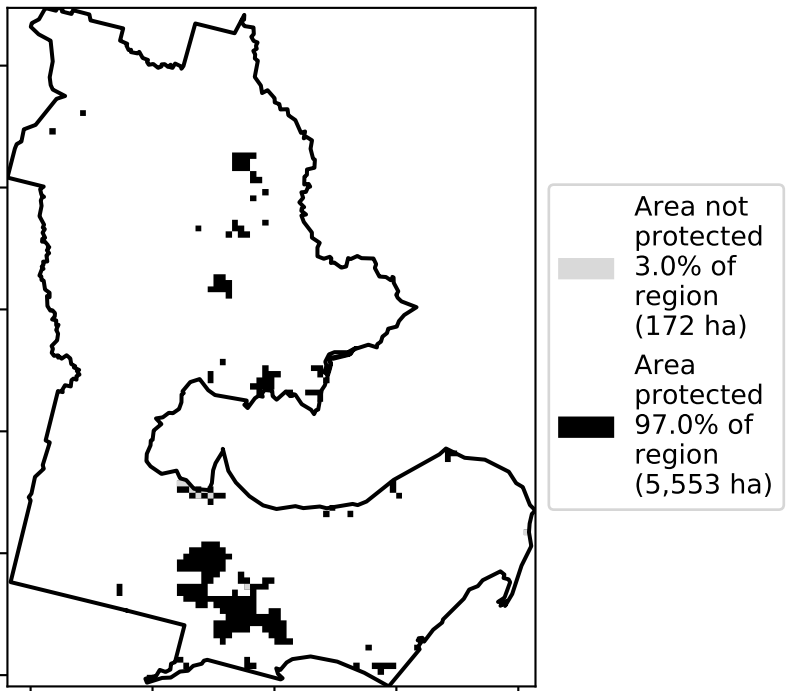 Area not
protected
3.0% of
region
(172 ha)
Area
protected
97.0% of
region
(5,553 ha)